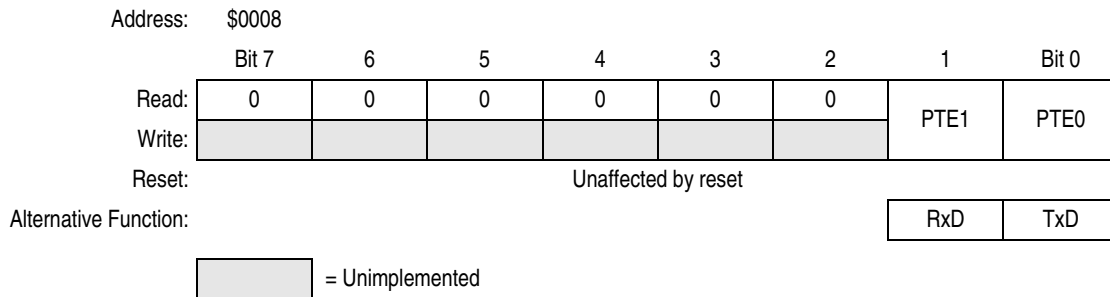 Address: $0008
Bit 7 6 5 4 3 2 1 Bit 0
Read: 0 0 0 0 0 0 PTE1 PTE0
Write:
Reset: Unaffected by reset
Alternative Function: RxD TxD
= Unimplemented